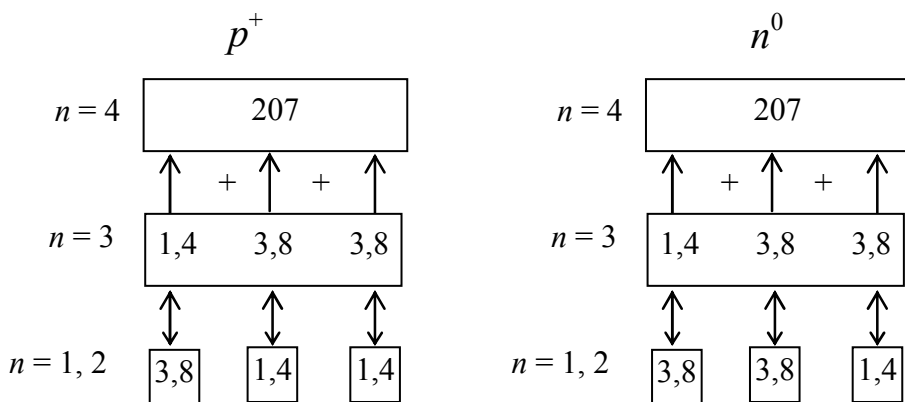 p⁺ n⁰
n = 4 207 n = 4 207
+ + + +
n = 3 1,4 3,8 3,8 n = 3 1,4 3,8 3,8
n = 1, 2 3,8 1,4 1,4 n = 1, 2 3,8 3,8 1,4